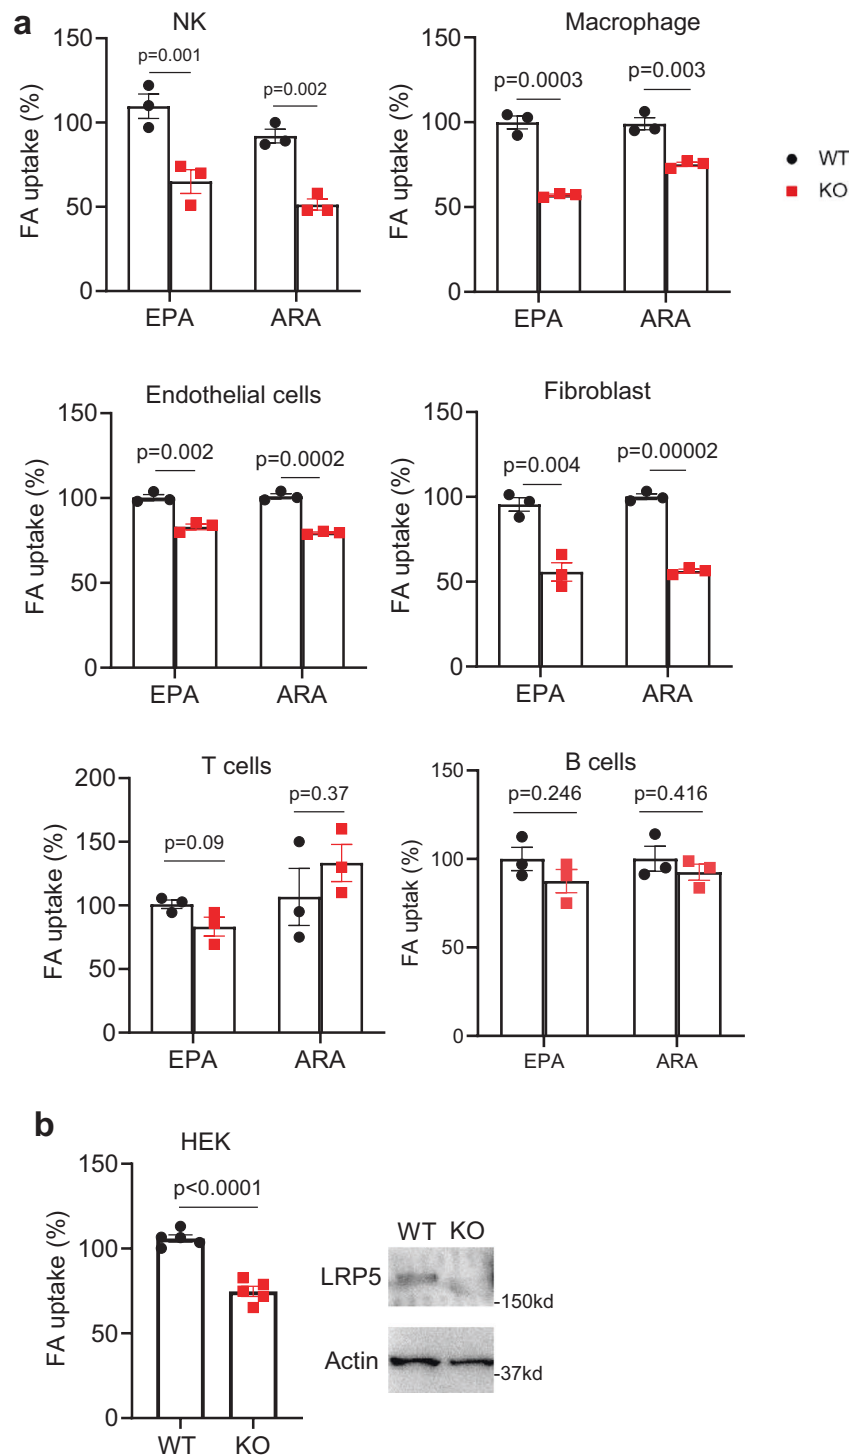 a
NK
Macrophage
150
100
50
0
FA uptake (%)
p=0.001
p=0.002
EPA
ARA
150
100
50
0
FA uptake (%)
p=0.0003
p=0.003
EPA
ARA
WT
KO
Endothelial cells
150
100
50
0
FA uptake (%)
p=0.002
p=0.0002
EPA
ARA
Fibroblast
150
100
50
0
FA uptake (%)
p=0.004
p=0.00002
EPA
ARA
T cells
200
150
100
50
0
FA uptake (%)
p=0.09
p=0.37
EPA
ARA
B cells
150
100
50
0
FA uptak (%)
p=0.246
p=0.416
EPA
ARA
b
HEK
150
100
50
0
FA uptake (%)
p<0.0001
WT
KO
WT KO
LRP5
-150kd
Actin
-37kd